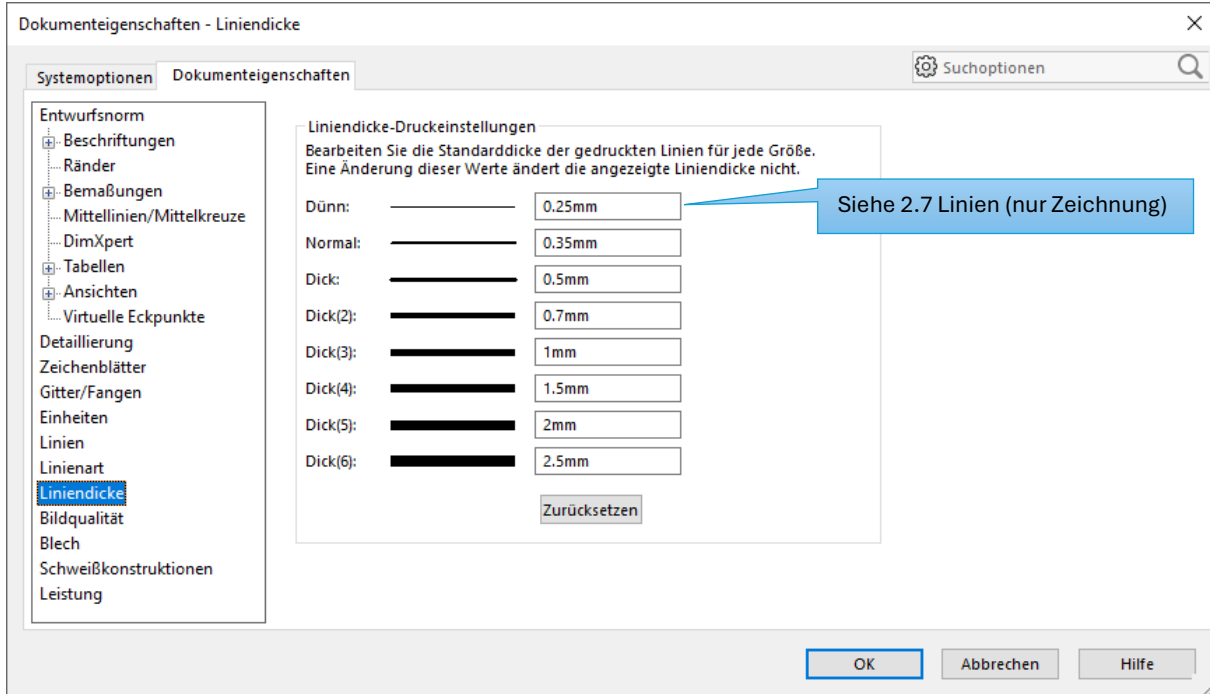 Dokumenteigenschaften - Liniendicke
Systemoptionen
Dokumenteigenschaften
Suchoptionen
Entwurfsnorm
Beschriftungen
Ränder
Bemaßungen
Mittellinien/Mittelkreuze
DimXpert
Tabellen
Ansichten
Virtuelle Eckpunkte
Detaillierung
Zeichenblätter
Gitter/Fangen
Einheiten
Linien
Linienart
Liniendicke
Bildqualität
Blech
Schweißkonstruktionen
Leistung
Liniendicke-Druckeinstellungen
Bearbeiten Sie die Standarddicke der gedruckten Linien für jede Größe.
Eine Änderung dieser Werte ändert die angezeigte Liniendicke nicht.
Dünn: 0.25mm
Normal: 0.35mm
Dick: 0.5mm
Dick(2): 0.7mm
Dick(3): 1mm
Dick(4): 1.5mm
Dick(5): 2mm
Dick(6): 2.5mm
Zurücksetzen
Siehe 2.7 Linien (nur Zeichnung)
OK
Abbrechen
Hilfe